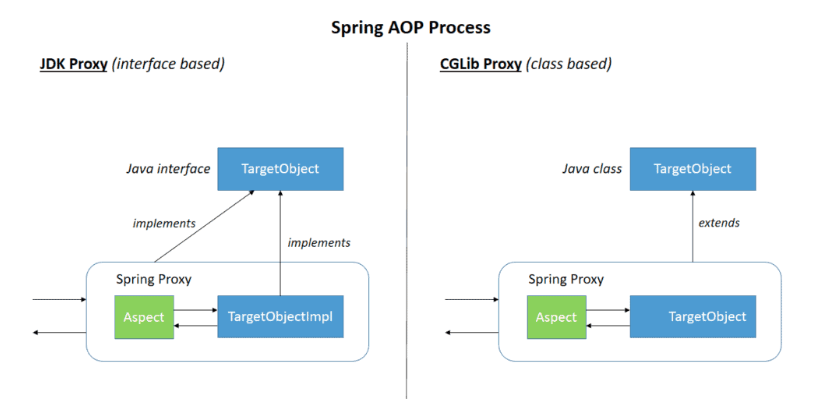 Spring AOP Process
JDK Proxy (interface based)
Java interface
TargetObject
implements
implements
Spring Proxy
Aspect
TargetObjectImpl
CGLib Proxy (class based)
Java class
TargetObject
extends
Spring Proxy
Aspect
TargetObject